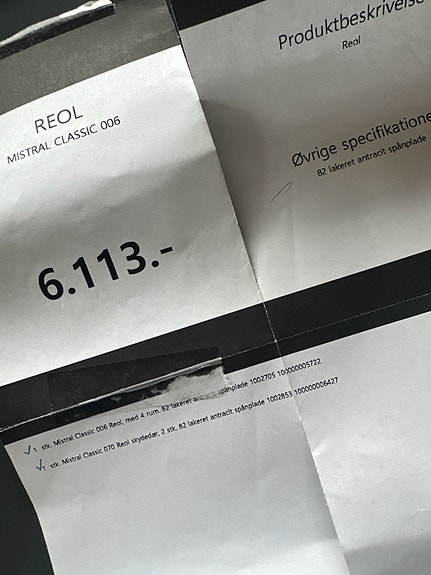 REOL
MISTRAL CLASSIC 006
6.113.-
Produktbeskrivelse
Reol
Øvrige specifikatione
82 lakeret antracit spånplade
✓1 stk. Mistral Classic 006 Reol, med 4 rum. 82 lakeret spånplade 1002705 100000005722
✓1 stk. Mistral Classic 070 Reol skydedør, 2 stk. 82 lakeret antracit spånplade 1002853 100000006427